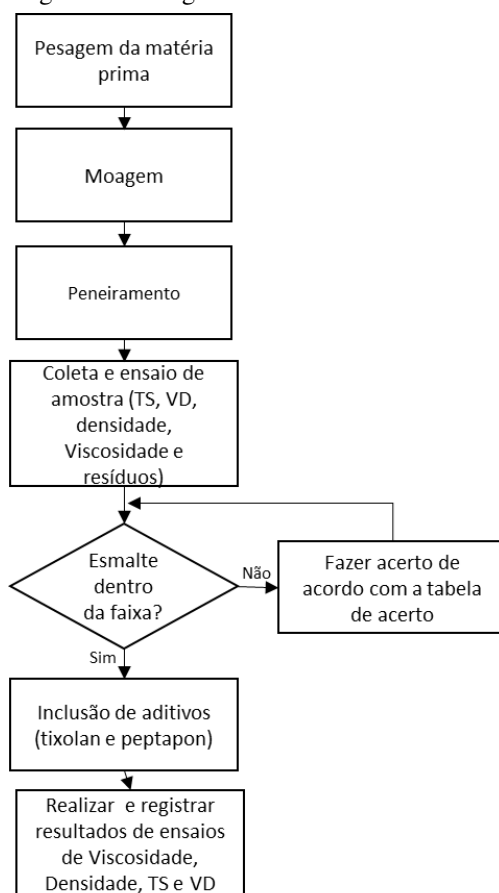 Pesagem da matéria
prima
Moagem
Peneiramento
Coleta e ensaio de
amostra (TS, VD,
densidade,
Viscosidade e
resíduos)
Esmalte
dentro
da faixa?
Não
Fazer acerto de
acordo com a tabela
de acerto
Sim
Inclusão de aditivos
(tixolan e peptapon)
Realizar e registrar
resultados de ensaios
de Viscosidade,
Densidade, TS e VD